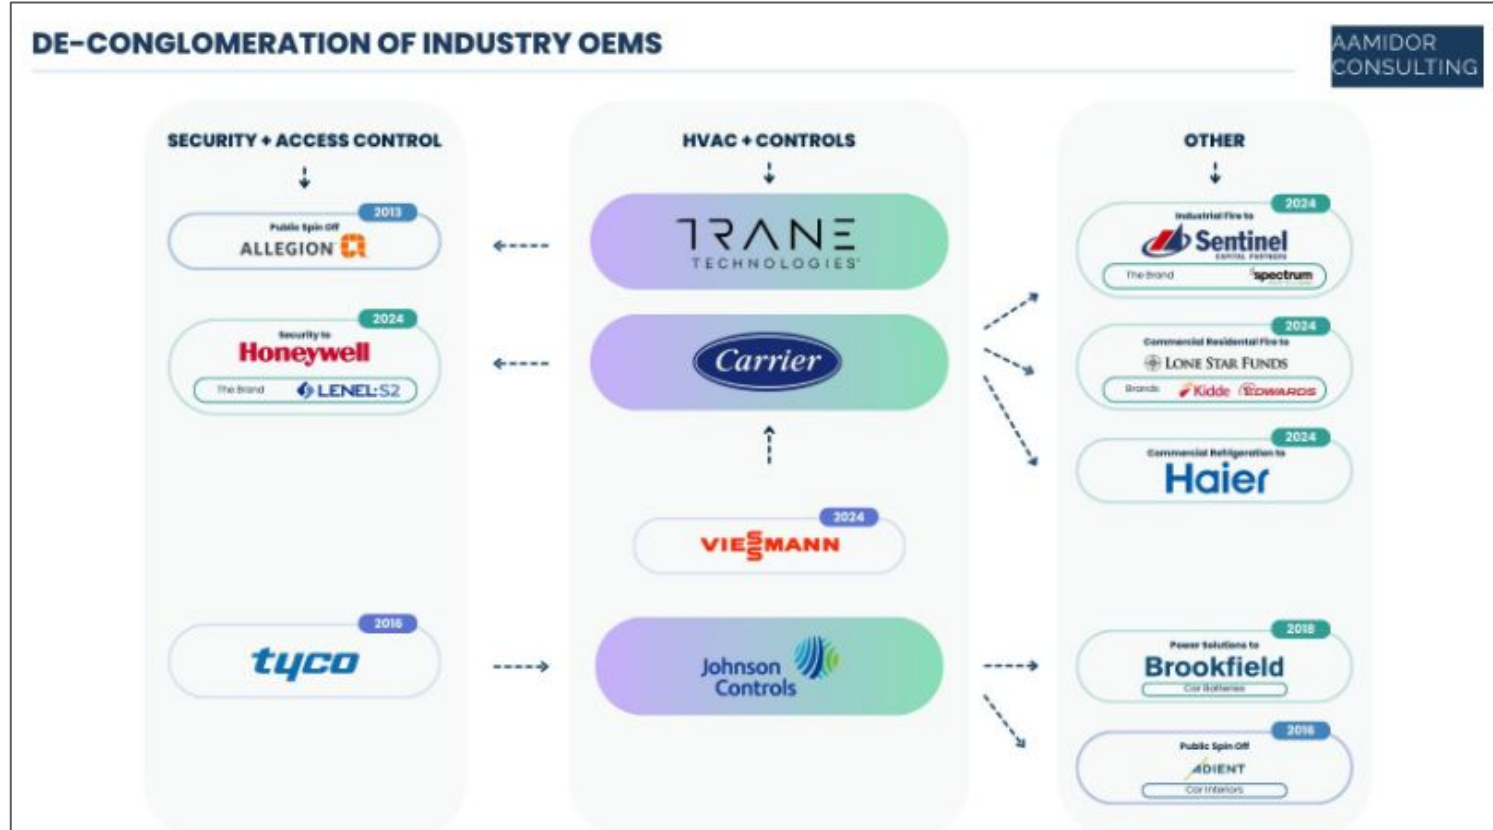 DE-CONGLOMERATION OF INDUSTRY OEMS
AAMIDOR
CONSULTING
SECURITY + ACCESS CONTROL
2013
Public Spin Off
ALLEGION
2024
Security to
Honeywell
The Brand LENEL:S2
2016
tyco
HVAC + CONTROLS
TRANE
TECHNOLOGIES
Carrier
2024
VIESSMANN
Johnson
Controls
OTHER
2024
Industrial Fire to
Sentinel
CAPITAL PARTNERS
The Brand spectrum
2024
Commercial Residential Fire to
LONE STAR FUNDS
Brands Kidde EDWARDS
2024
Commercial Refrigeration to
Haier
2018
Power Solutions to
Brookfield
Car Batteries
2016
Public Spin Off
ADIENT
Car Interiors